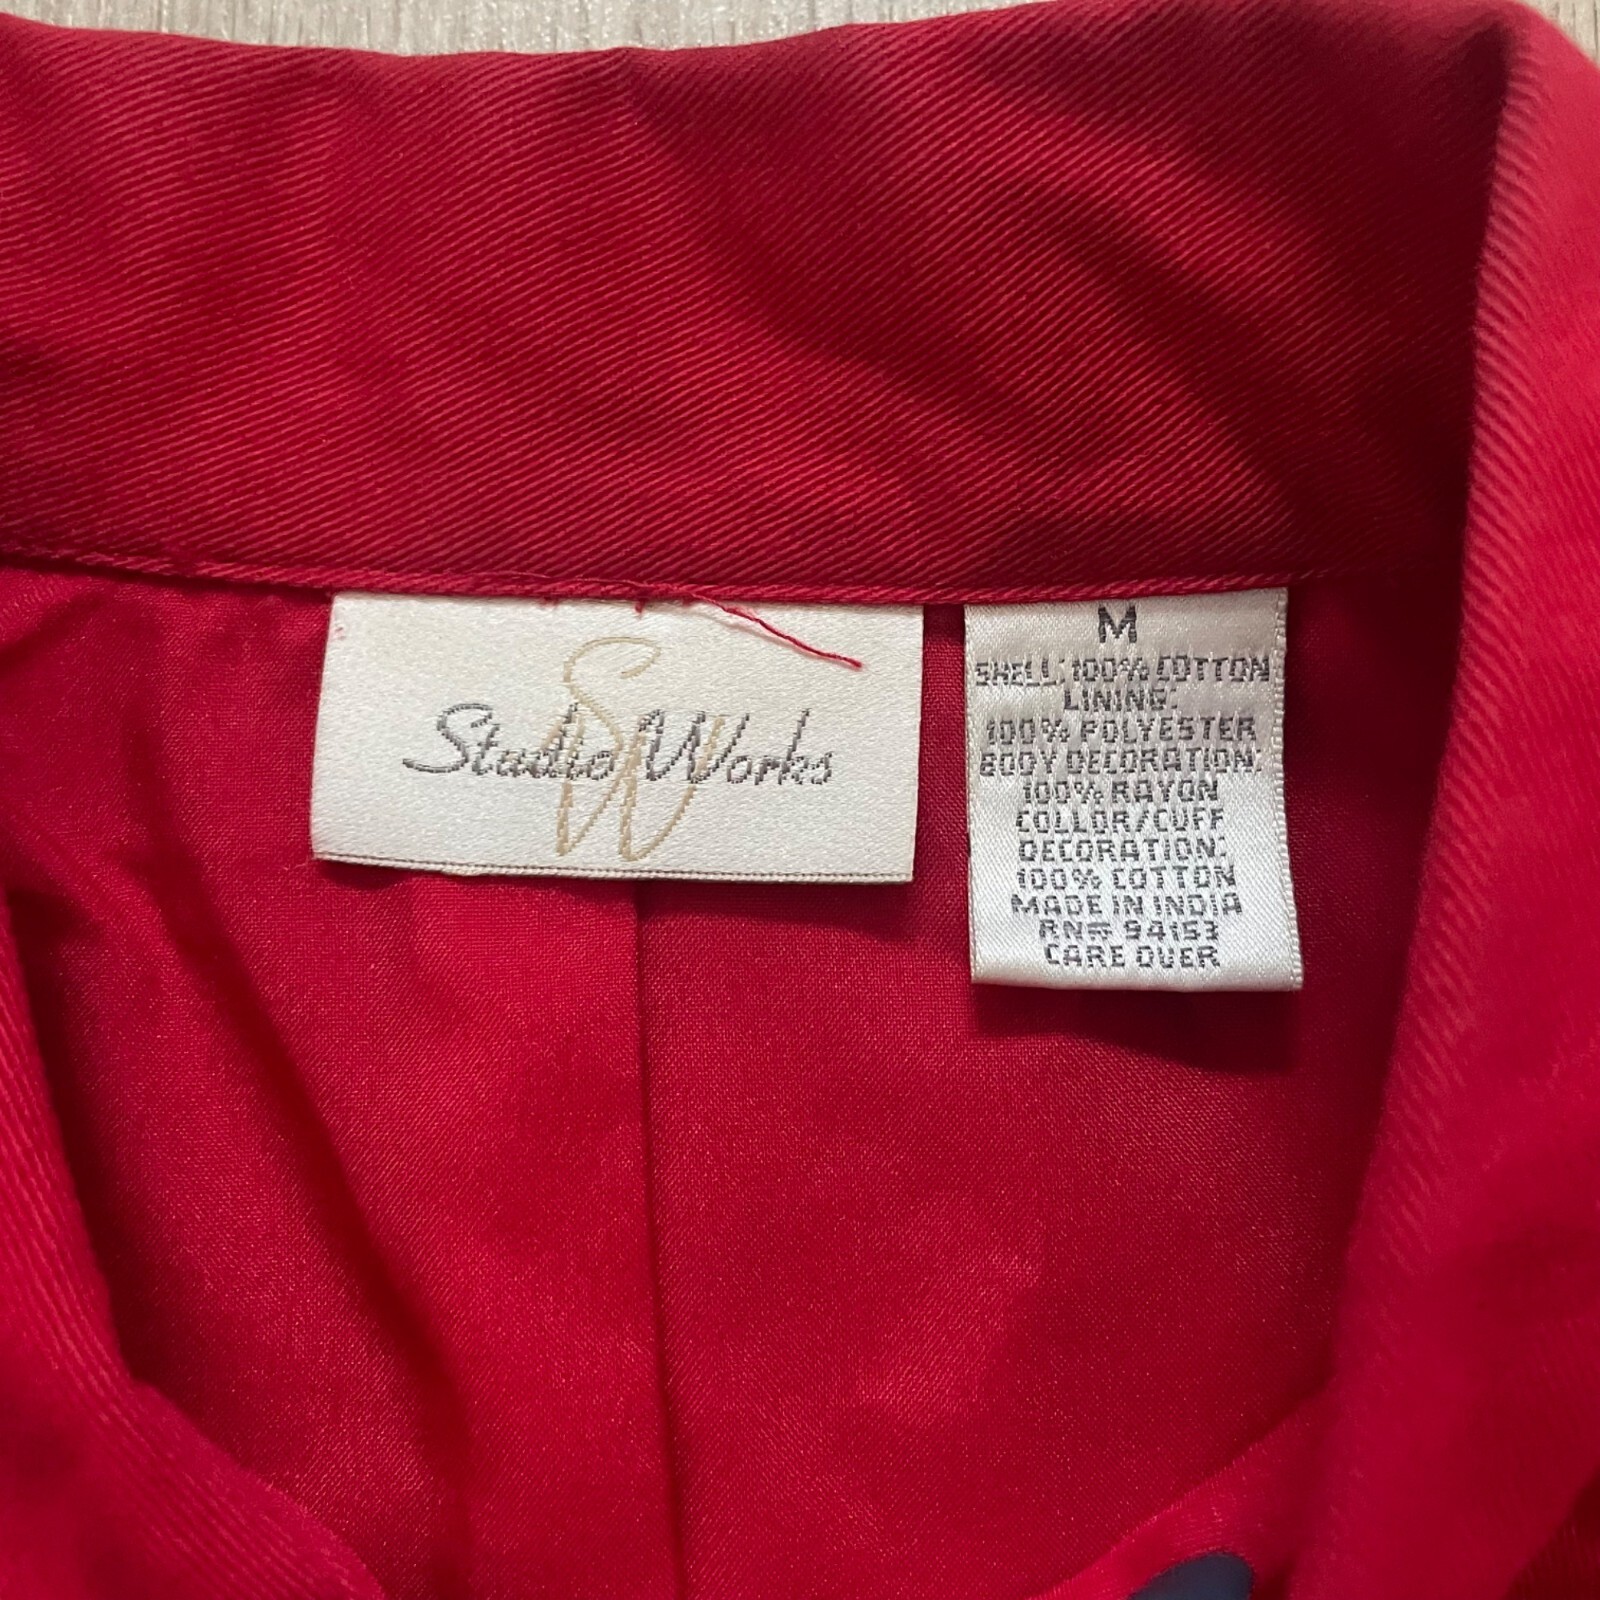 SW
Studio Works
M
SHELL: 100% COTTON
LINING:
100% POLYESTER
BODY DECORATION:
100% RAYON
COLLOR/CUFF
DECORATION:
100% COTTON
MADE IN INDIA
RN# 94153
CARE OVER